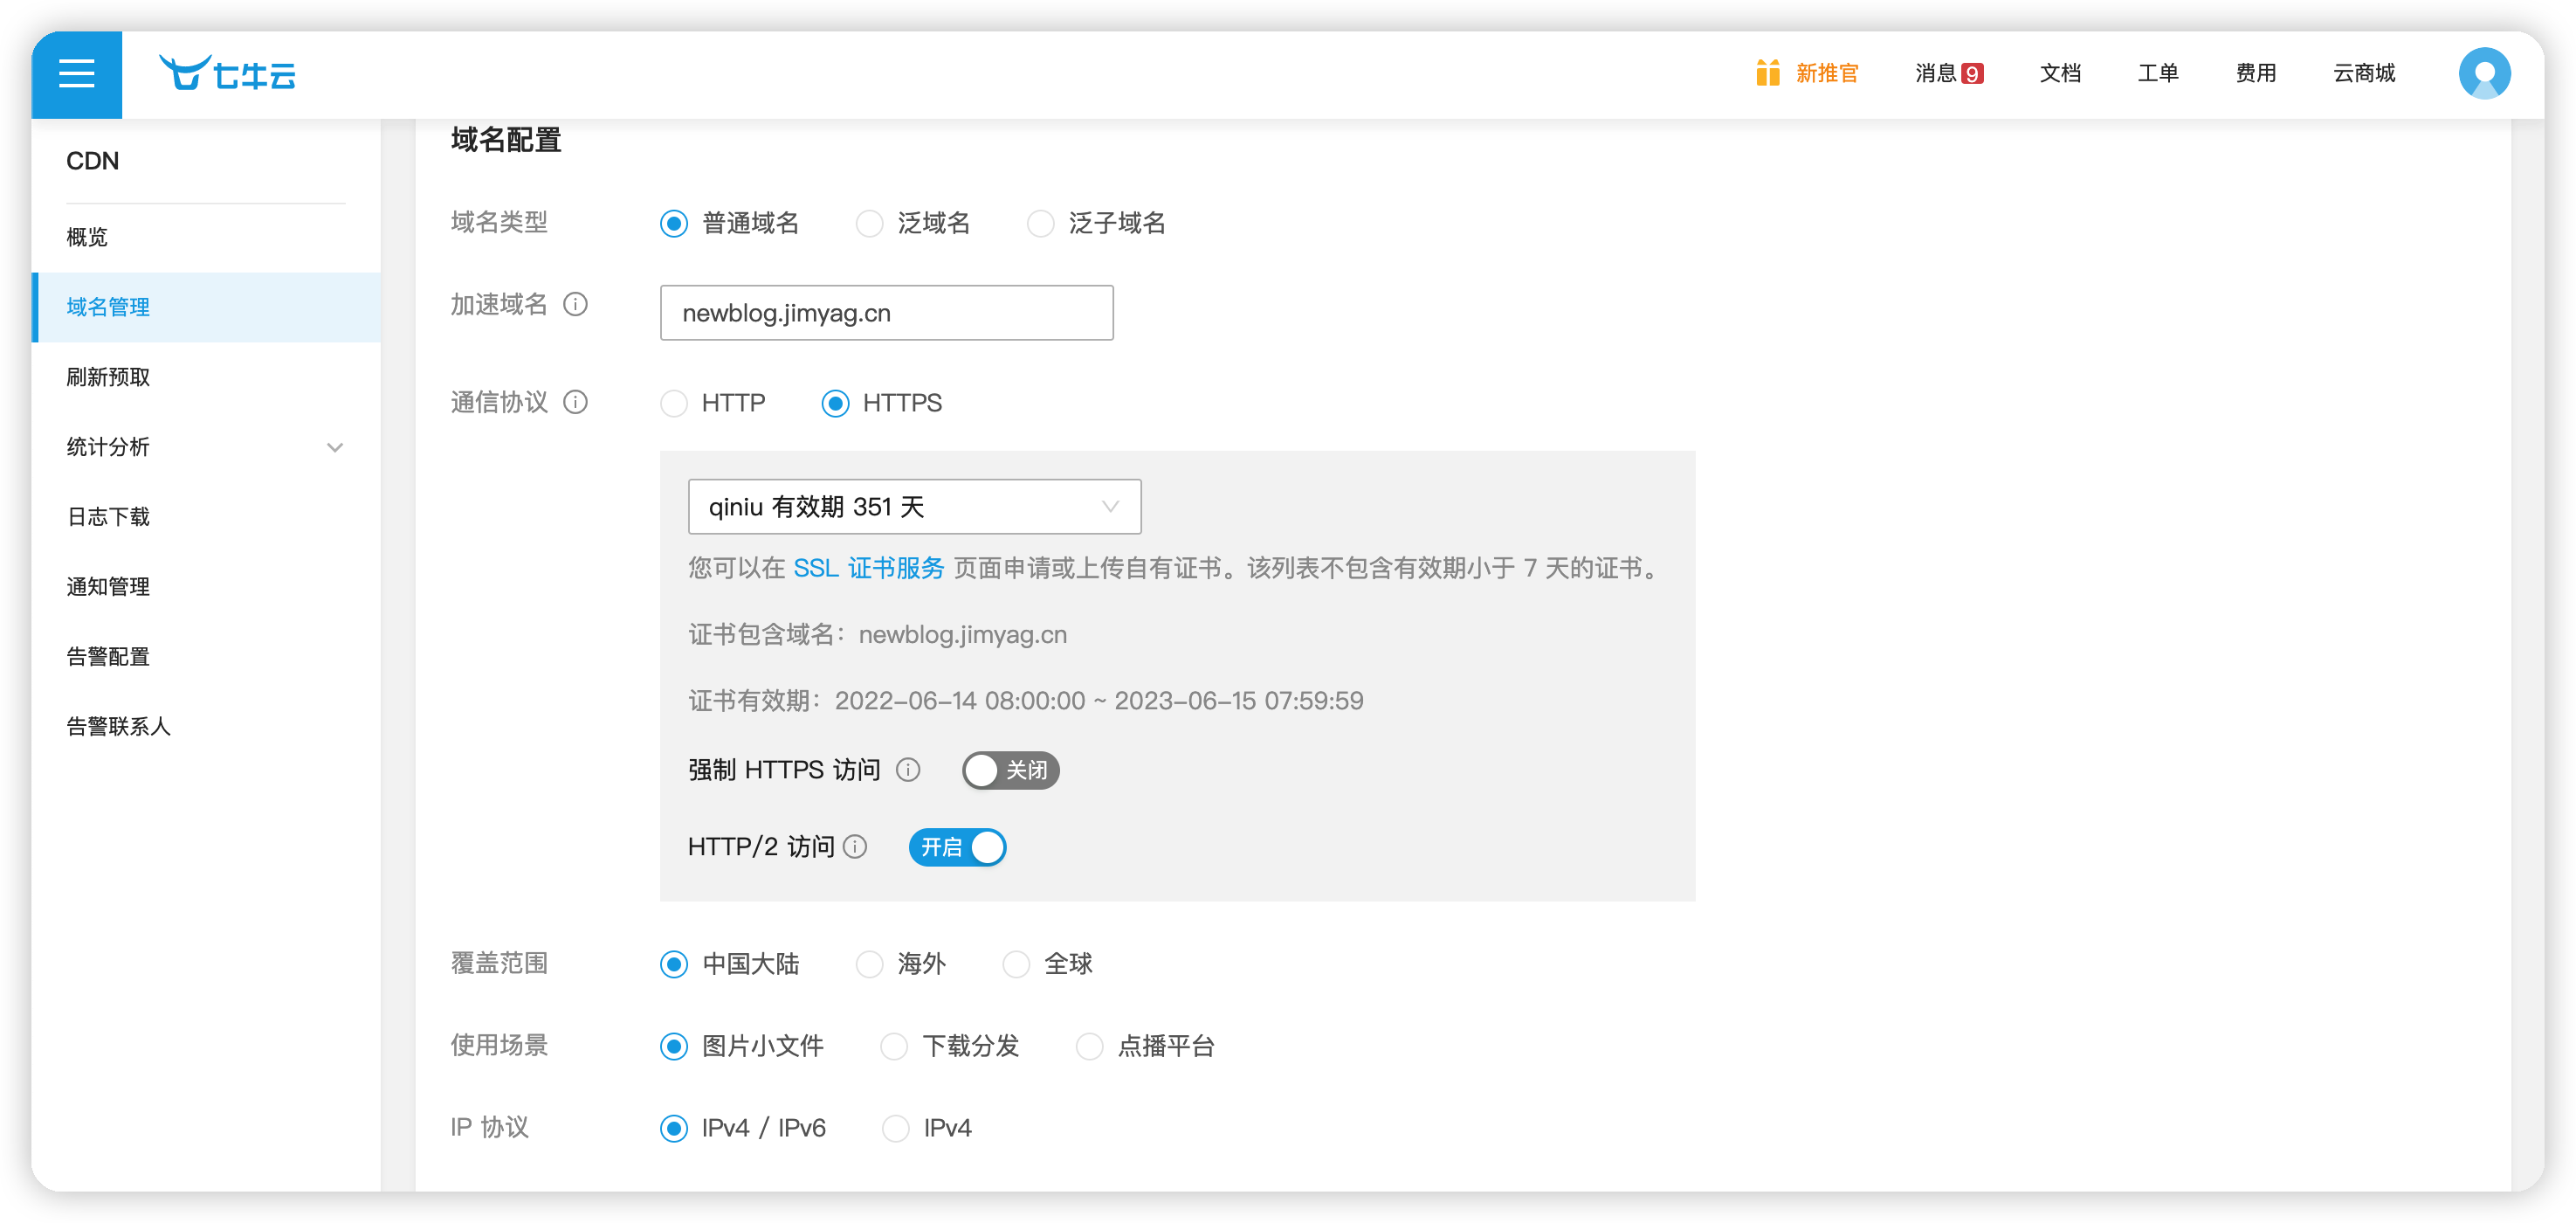 七牛云
新推官
消息 9
文档
工单
费用
云商城
CDN
概览
域名管理
刷新预取
统计分析
日志下载
通知管理
告警配置
告警联系人
域名配置
域名类型
普通域名
泛域名
泛子域名
加速域名
newblog.jimyag.cn
通信协议
HTTP
HTTPS
qiniu 有效期 351 天
您可以在 SSL 证书服务 页面申请或上传自有证书。该列表不包含有效期小于 7 天的证书。
证书包含域名：newblog.jimyag.cn
证书有效期：2022-06-14 08:00:00 ~ 2023-06-15 07:59:59
强制 HTTPS 访问
关闭
HTTP/2 访问
开启
覆盖范围
中国大陆
海外
全球
使用场景
图片小文件
下载分发
点播平台
IP 协议
IPv4 / IPv6
IPv4